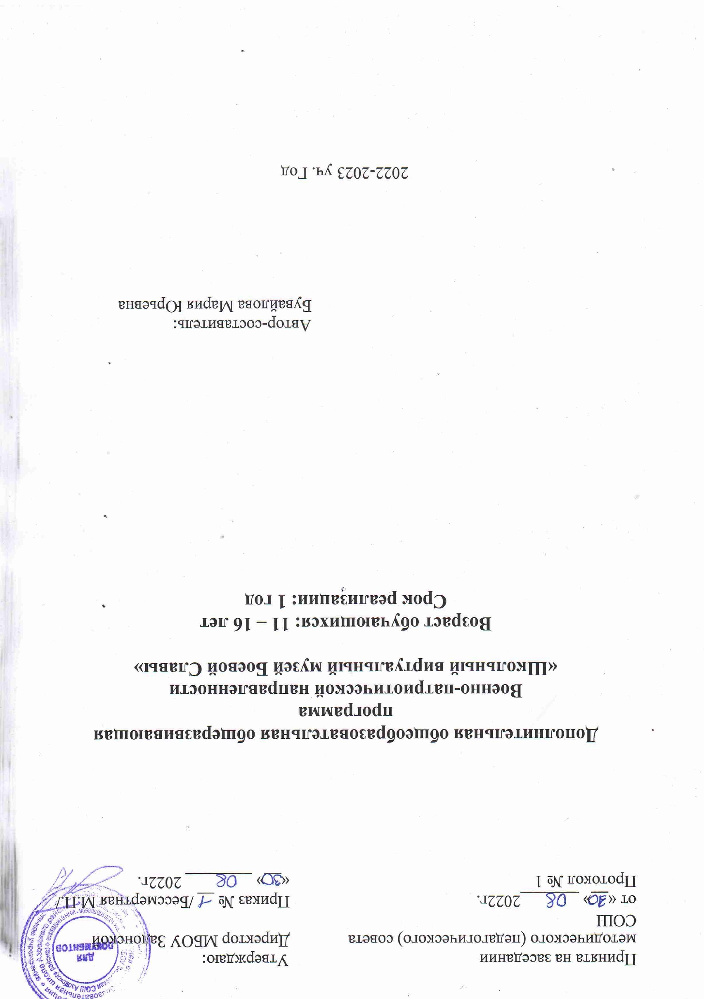 Принята на заседании
методического (педагогического) совета
СОШ
от «30» 08 2022г.
Протокол № 1
Утверждаю:
Директор МБОУ Задонской
Приказ № 1 /Бессмертная М.П./
«30» 08 2022г.
ДЛЯ
ДОКУМЕНТОВ
Дополнительная общеобразовательная общеразвивающая
программа
Военно-патриотической направленности
«Школьный виртуальный музей Боевой Славы»
Возраст обучающихся: 11 – 16 лет
Срок реализации: 1 год
Автор-составитель:
Бувайлова Мария Юрьевна
2022-2023 уч. Год